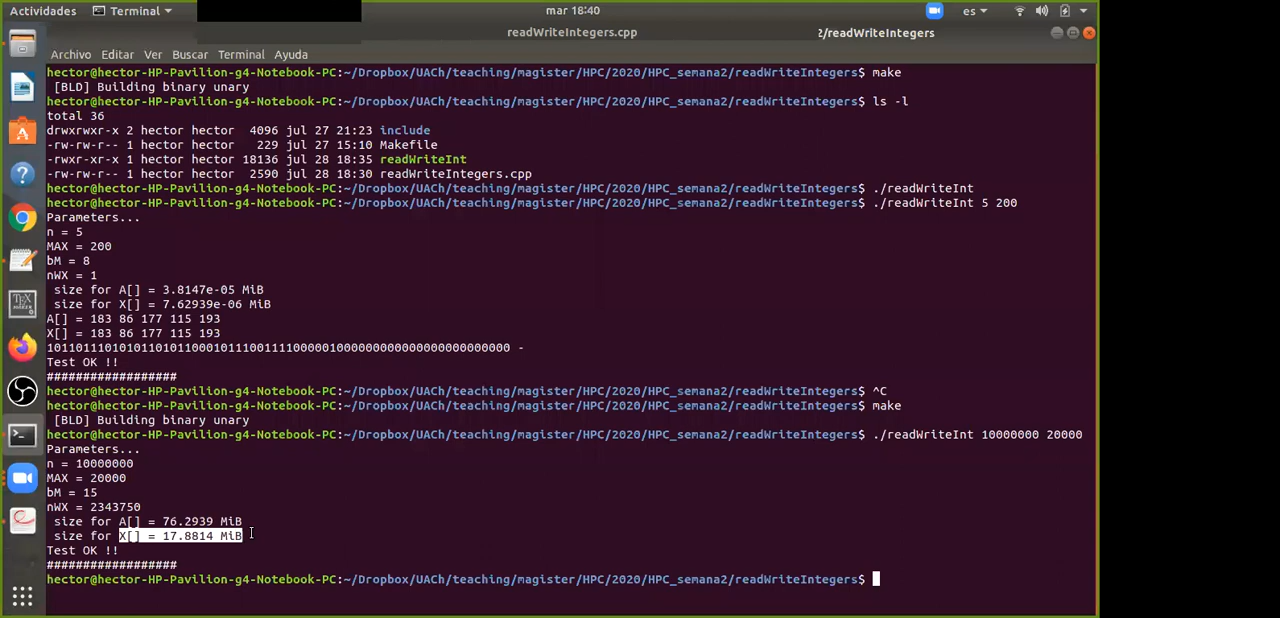 Actividades Terminal mar 18:40 es
readWriteIntegers.cpp 2/readWriteIntegers
Archivo Editar Ver Buscar Terminal Ayuda
hector@hector-HP-Pavilion-g4-Notebook-PC:~/Dropbox/UACh/teaching/magister/HPC/2020/HPC_semana2/readWriteIntegers$ make
[BLD] Building binary unary
hector@hector-HP-Pavilion-g4-Notebook-PC:~/Dropbox/UACh/teaching/magister/HPC/2020/HPC_semana2/readWriteIntegers$ ls -l
total 36
drwxrwxr-x 2 hector hector 4096 jul 27 21:23 include
-rw-rw-r-- 1 hector hector 229 jul 27 15:10 Makefile
-rwxr-xr-x 1 hector hector 18136 jul 28 18:35 readWriteInt
-rw-rw-r-- 1 hector hector 2590 jul 28 18:30 readWriteIntegers.cpp
hector@hector-HP-Pavilion-g4-Notebook-PC:~/Dropbox/UACh/teaching/magister/HPC/2020/HPC_semana2/readWriteIntegers$ ./readWriteInt
hector@hector-HP-Pavilion-g4-Notebook-PC:~/Dropbox/UACh/teaching/magister/HPC/2020/HPC_semana2/readWriteIntegers$ ./readWriteInt 5 200
Parameters...
n = 5
MAX = 200
bM = 8
nWX = 1
size for A[] = 3.8147e-05 MiB
size for X[] = 7.62939e-06 MiB
A[] = 183 86 177 115 193
X[] = 183 86 177 115 193
1011011101010110101100010111001111000001000000000000000000000000 -
Test OK !!
##################
hector@hector-HP-Pavilion-g4-Notebook-PC:~/Dropbox/UACh/teaching/magister/HPC/2020/HPC_semana2/readWriteIntegers$ ^C
hector@hector-HP-Pavilion-g4-Notebook-PC:~/Dropbox/UACh/teaching/magister/HPC/2020/HPC_semana2/readWriteIntegers$ make
[BLD] Building binary unary
hector@hector-HP-Pavilion-g4-Notebook-PC:~/Dropbox/UACh/teaching/magister/HPC/2020/HPC_semana2/readWriteIntegers$ ./readWriteInt 10000000 20000
Parameters...
n = 10000000
MAX = 20000
bM = 15
nWX = 2343750
size for A[] = 76.2939 MiB
size for X[] = 17.8814 MiB
Test OK !!
##################
hector@hector-HP-Pavilion-g4-Notebook-PC:~/Dropbox/UACh/teaching/magister/HPC/2020/HPC_semana2/readWriteIntegers$